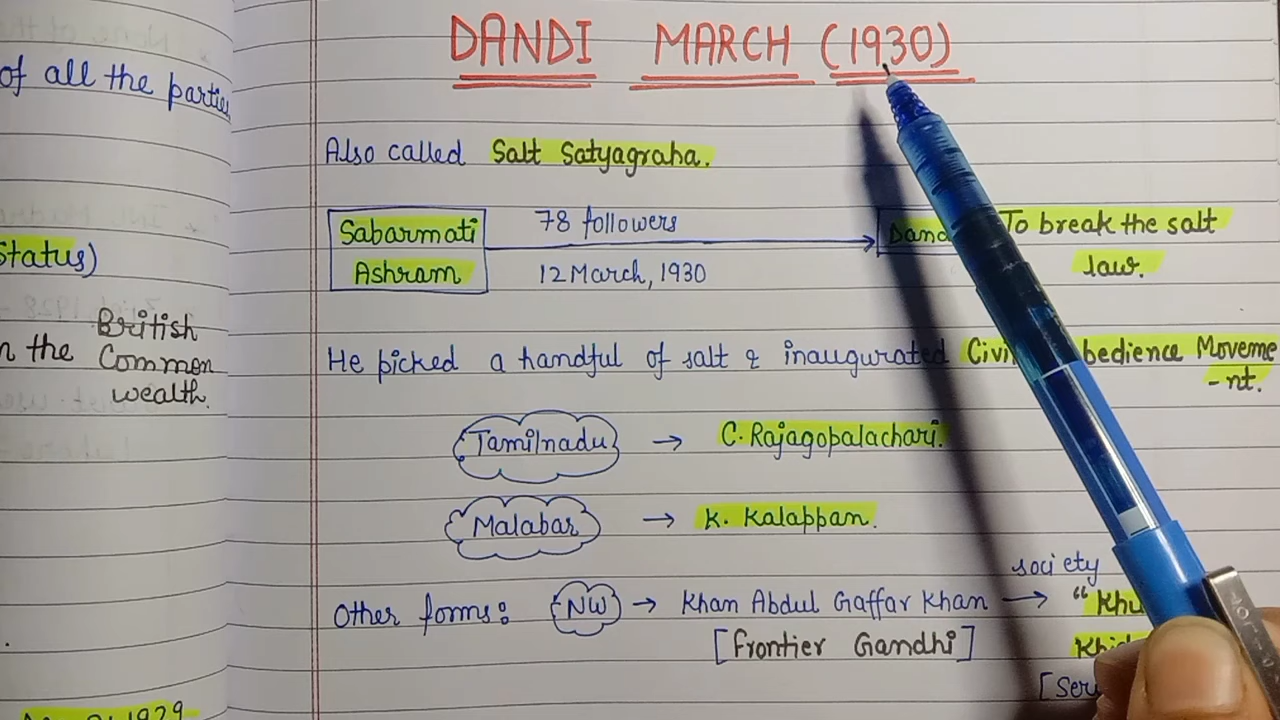 of all the parties
Status)
n the British
Common
wealth.
1929
DANDI MARCH (1930)
Also called Salt Satyagraha.
Sabarmati
Ashram
78 followers
12 March, 1930
To break the salt
law.
He picked a handful of salt & inaugurated Moveme
-nt.
Tamilnadu → C. Rajagopalachari.
Malabar → K. Kalappan.
society
Other forms: NW → Khan Abdul Gaffar Khan →
[Frontier Gandhi]